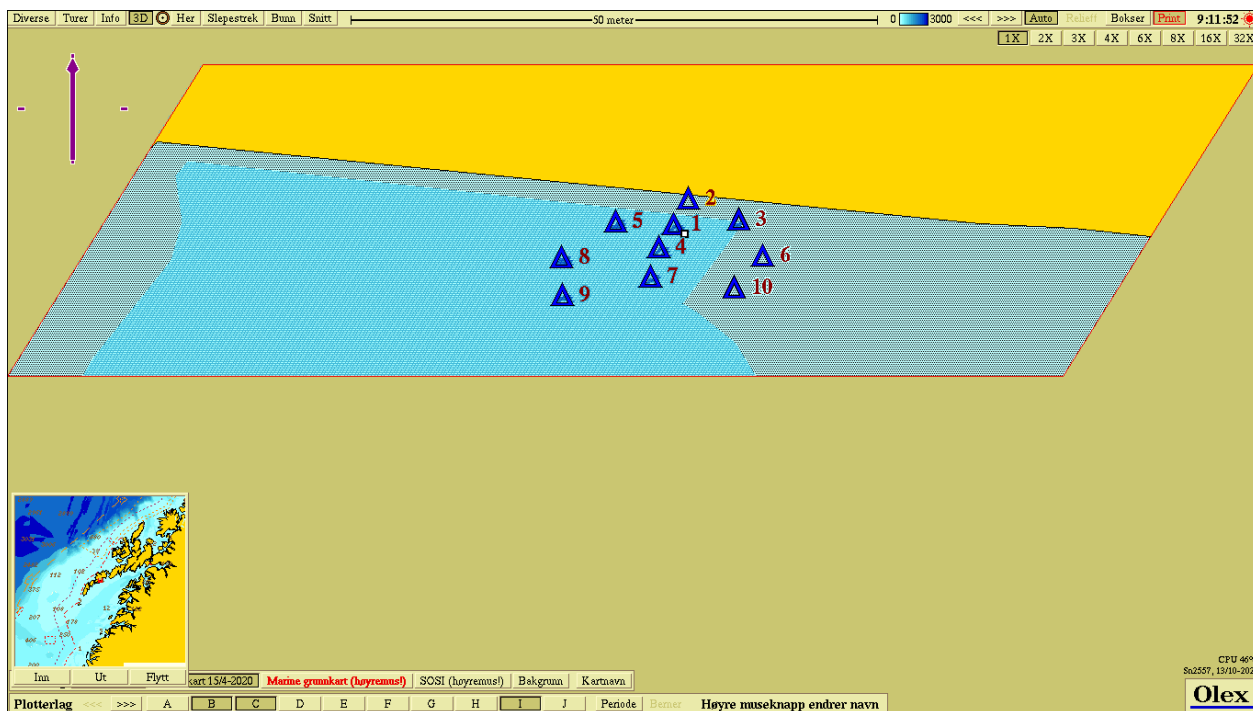 Diverse Turer Info 3D Her Slepestrek Bunn Snitt 50 meter 0 3000 <<< >>> Auto Relieff Bokser Print 9:11:52
1X 2X 3X 4X 6X 8X 16X 32X
2
5 1 3
4
8 6
7
9 10
Inn Ut Flytt kart 15/4-2020 Marine grunnkart (høyremus!) SOSI (høyremus!) Bakgrunn Kartnavn
CPU 46°
Sn2557, 13/10-202
Olex
Plotterlag <<< >>> A B C D E F G H I J Periode Berner Høyre museknapp endrer navn